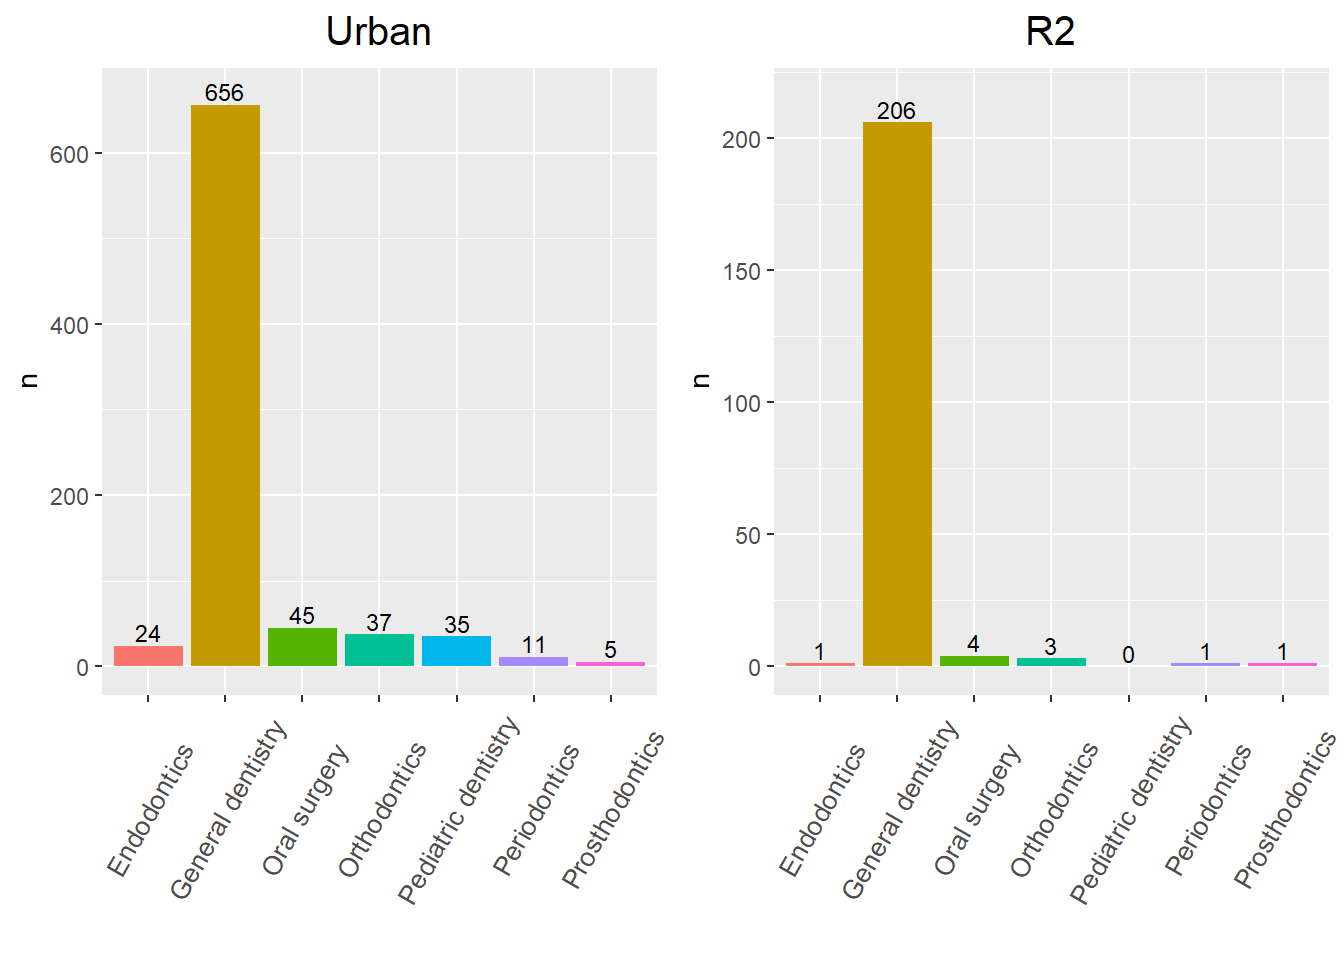 Urban
656
600
400
n
200
24
45
37
35
11
5
0
Endodontics
General dentistry
Oral surgery
Orthodontics
Pediatric dentistry
Periodontics
Prosthodontics
R2
206
200
150
n
100
50
1
4
3
0
1
1
0
Endodontics
General dentistry
Oral surgery
Orthodontics
Pediatric dentistry
Periodontics
Prosthodontics